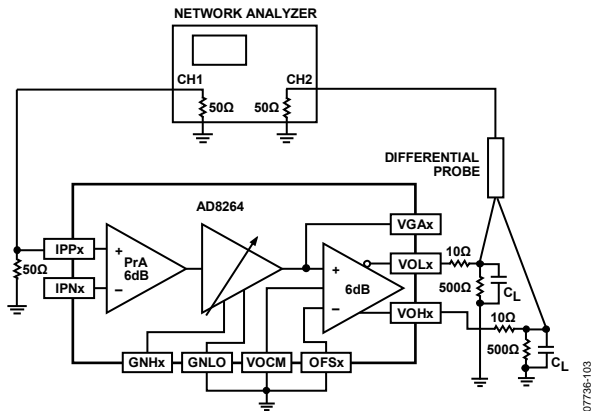 NETWORK ANALYZER
CH1
CH2
50Ω
50Ω
DIFFERENTIAL
PROBE
AD8264
VGAx
IPPx
+
PrA
6dB
+
VOLx
10Ω
50Ω
IPNx
–
6dB
–
500Ω
CL
VOHx
10Ω
500Ω
CL
GNHx
GNLO
VOCM
OFSx
07736-103